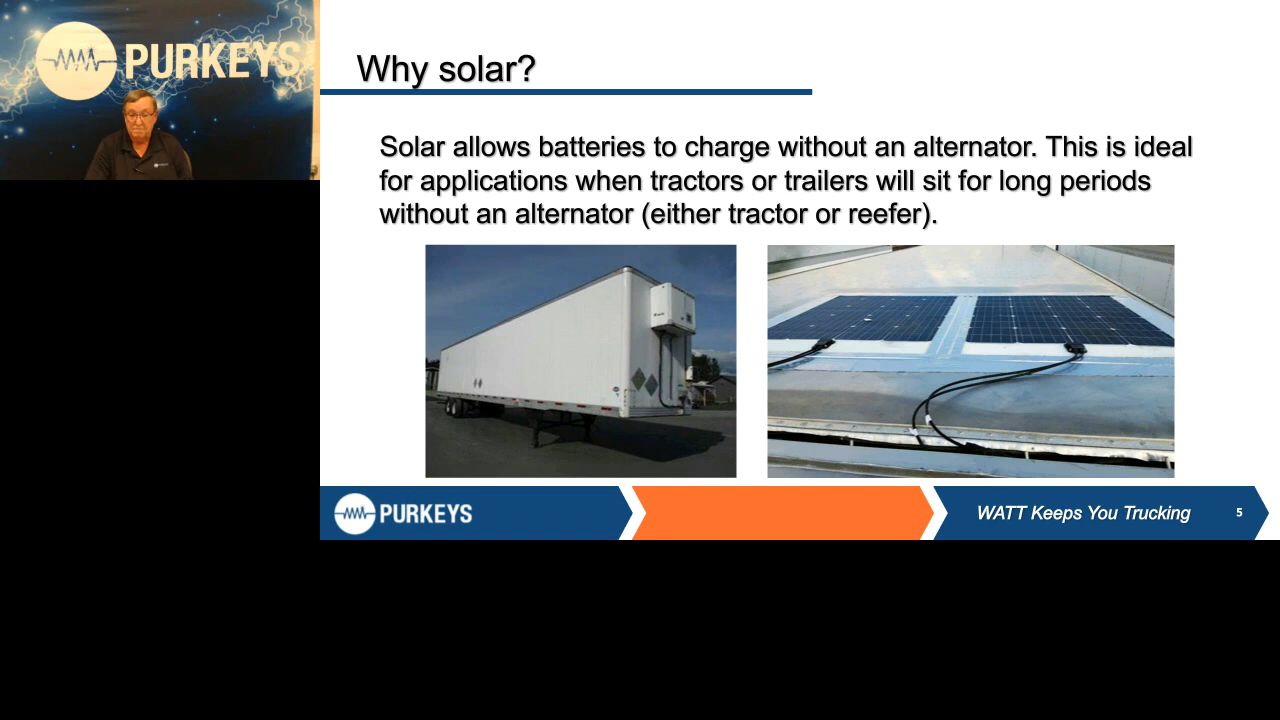 PURKEYS
Why solar?
Solar allows batteries to charge without an alternator. This is ideal
for applications when tractors or trailers will sit for long periods
without an alternator (either tractor or reefer).
PURKEYS
WATT Keeps You Trucking
5